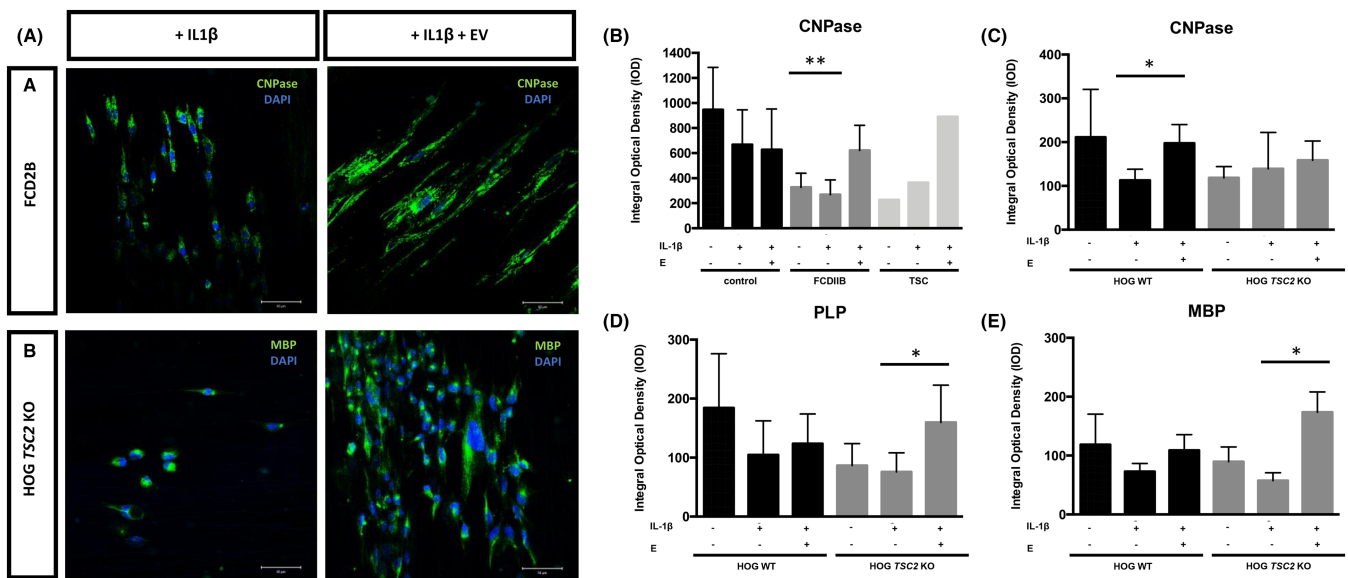 (A)
+ IL1β
+ IL1β + EV
A
FCD2B
CNPase
DAPI
CNPase
DAPI
B
HOG TSC2 KO
MBP
DAPI
MBP
DAPI
(B)
CNPase
Integral Optical Density (IOD)
1400
1200
1000
800
600
400
200
0
**
IL-1β - + + - + + - + +
E + + +
control FCDIIB TSC
(C)
CNPase
Integral Optical Density (IOD)
400
300
200
100
0
*
IL-1β - + + - + +
E + +
HOG WT HOG TSC2 KO
(D)
PLP
Integral Optical Density (IOD)
300
200
100
0
*
IL-1β - + + - + +
E + +
HOG WT HOG TSC2 KO
(E)
MBP
Integral Optical Density (IOD)
300
200
100
0
*
IL-1β - + + - + +
E + +
HOG WT HOG TSC2 KO